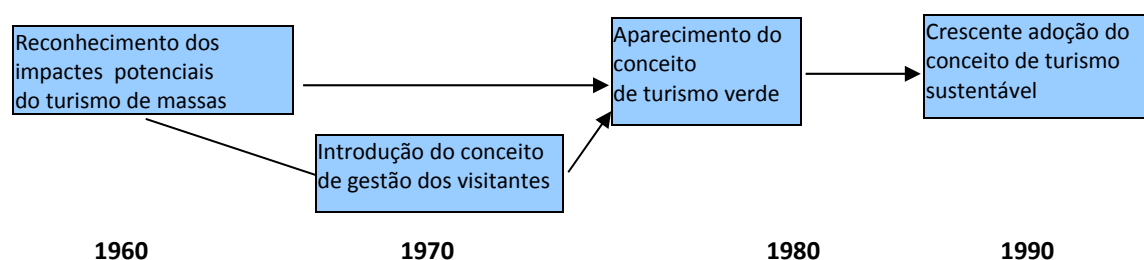 Reconhecimento dos
impactes potenciais
do turismo de massas
Introdução do conceito
de gestão dos visitantes
Aparecimento do
conceito
de turismo verde
Crescente adoção do
conceito de turismo
sustentável
1960
1970
1980
1990